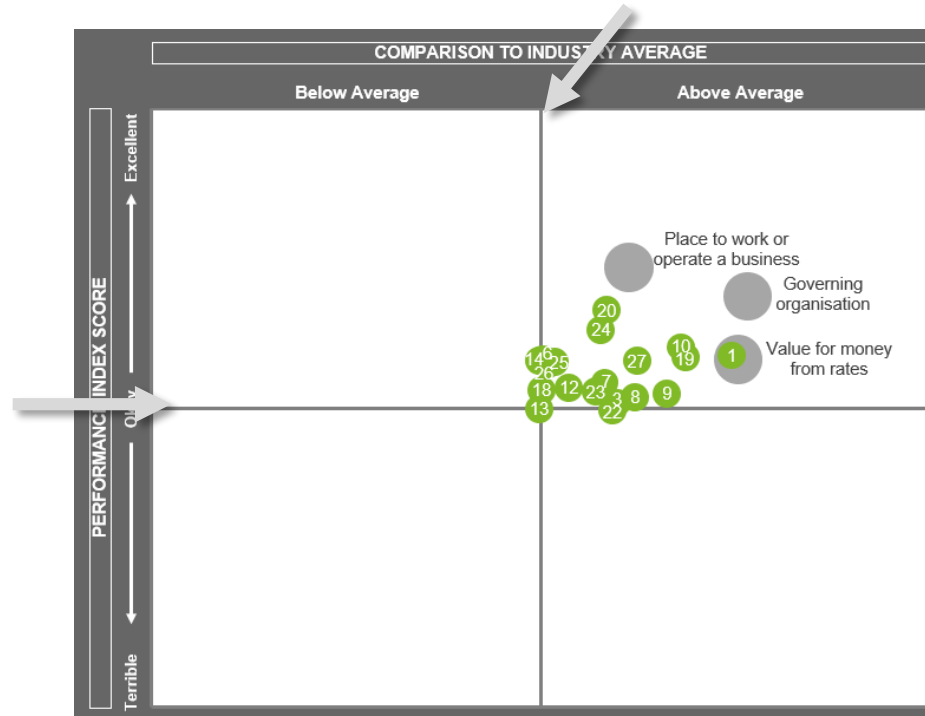 COMPARISON TO INDUSTRY AVERAGE
Below Average
Above Average
PERFORMANCE INDEX SCORE
Excellent
Terrible
Place to work or
operate a business
Governing
organisation
Value for money
from rates
20
24
10
19
1
14
6
25
27
26
7
12
18
23
3
8
9
13
22